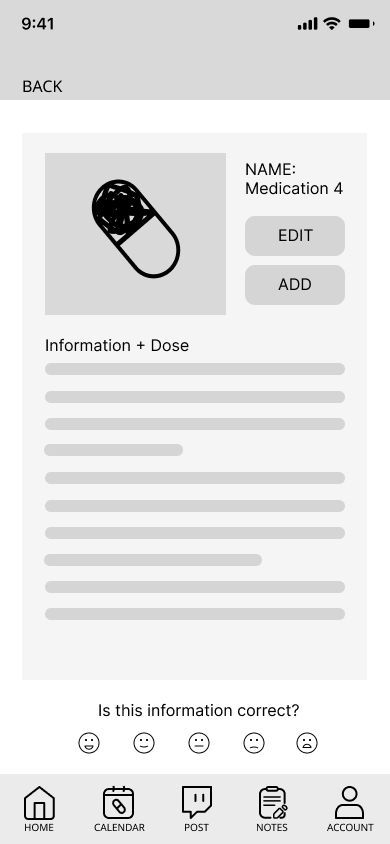 9:41
BACK
NAME:
Medication 4
EDIT
ADD
Information + Dose
Is this information correct?
HOME
CALENDAR
POST
NOTES
ACCOUNT